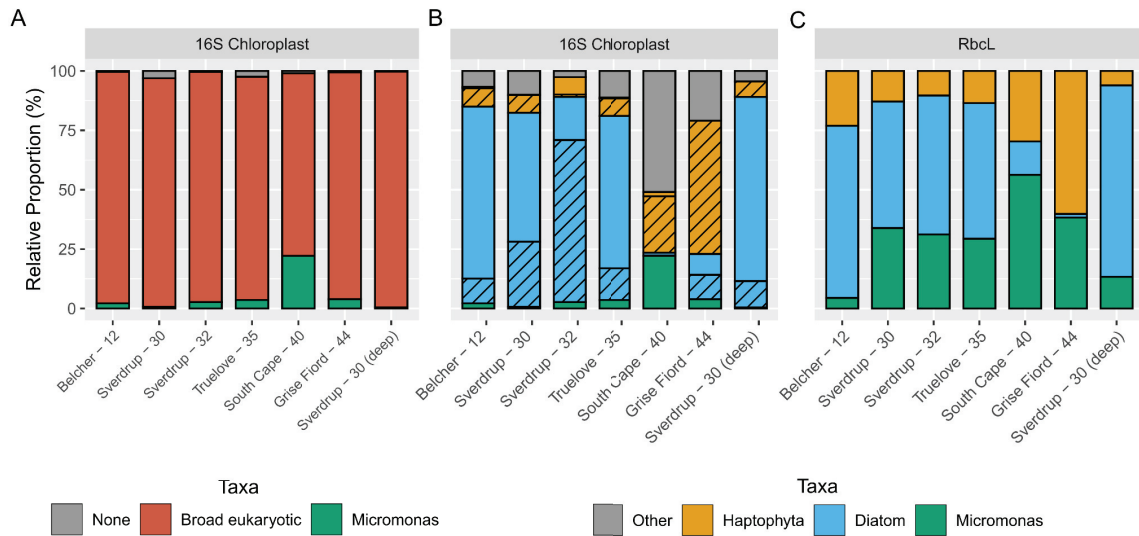 A
B
C
16S Chloroplast
16S Chloroplast
RbcL
Relative Proportion (%)
100
75
50
25
0
Belcher – 12
Sverdrup – 30
Sverdrup – 32
Truelove – 35
South Cape – 40
Grise Fiord – 44
Sverdrup – 30 (deep)
Belcher – 12
Sverdrup – 30
Sverdrup – 32
Truelove – 35
South Cape – 40
Grise Fiord – 44
Sverdrup – 30 (deep)
Belcher – 12
Sverdrup – 30
Sverdrup – 32
Truelove – 35
South Cape – 40
Grise Fiord – 44
Sverdrup – 30 (deep)
Taxa
None
Broad eukaryotic
Micromonas
Taxa
Other
Haptophyta
Diatom
Micromonas